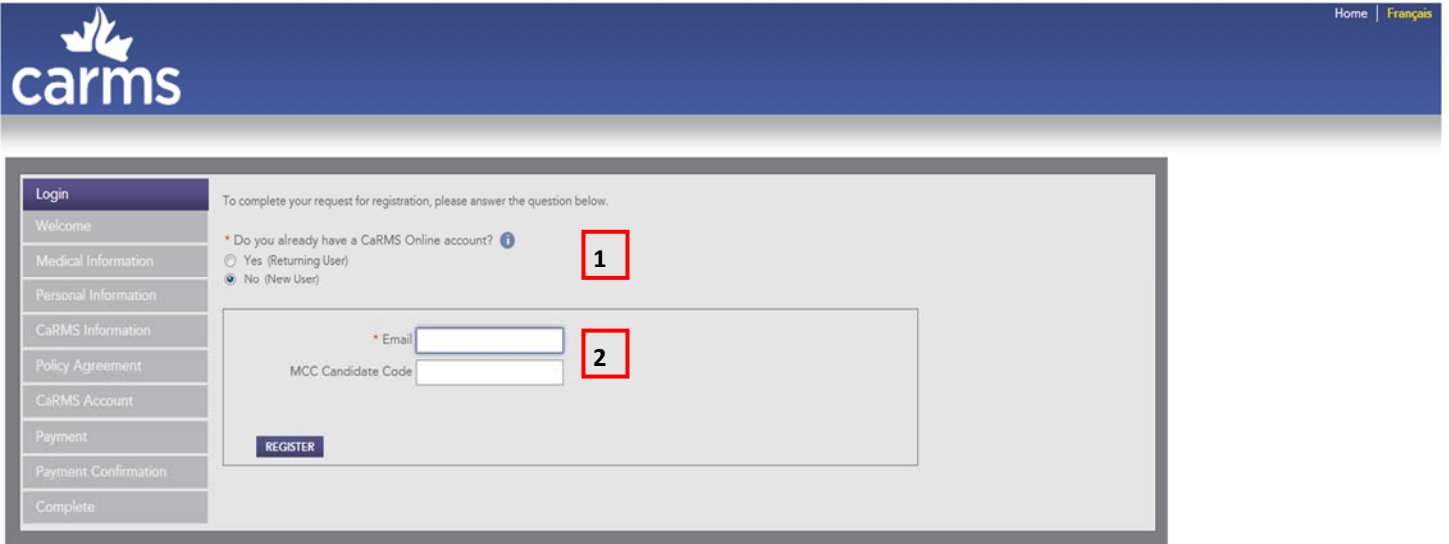 Home | Français
carms
Login
Welcome
Medical Information
Personal Information
CaRMS Information
Policy Agreement
CaRMS Account
Payment
Payment Confirmation
Complete
To complete your request for registration, please answer the question below.
* Do you already have a CaRMS Online account? i
Yes (Returning User)
No (New User)
1
* Email
2
MCC Candidate Code
REGISTER